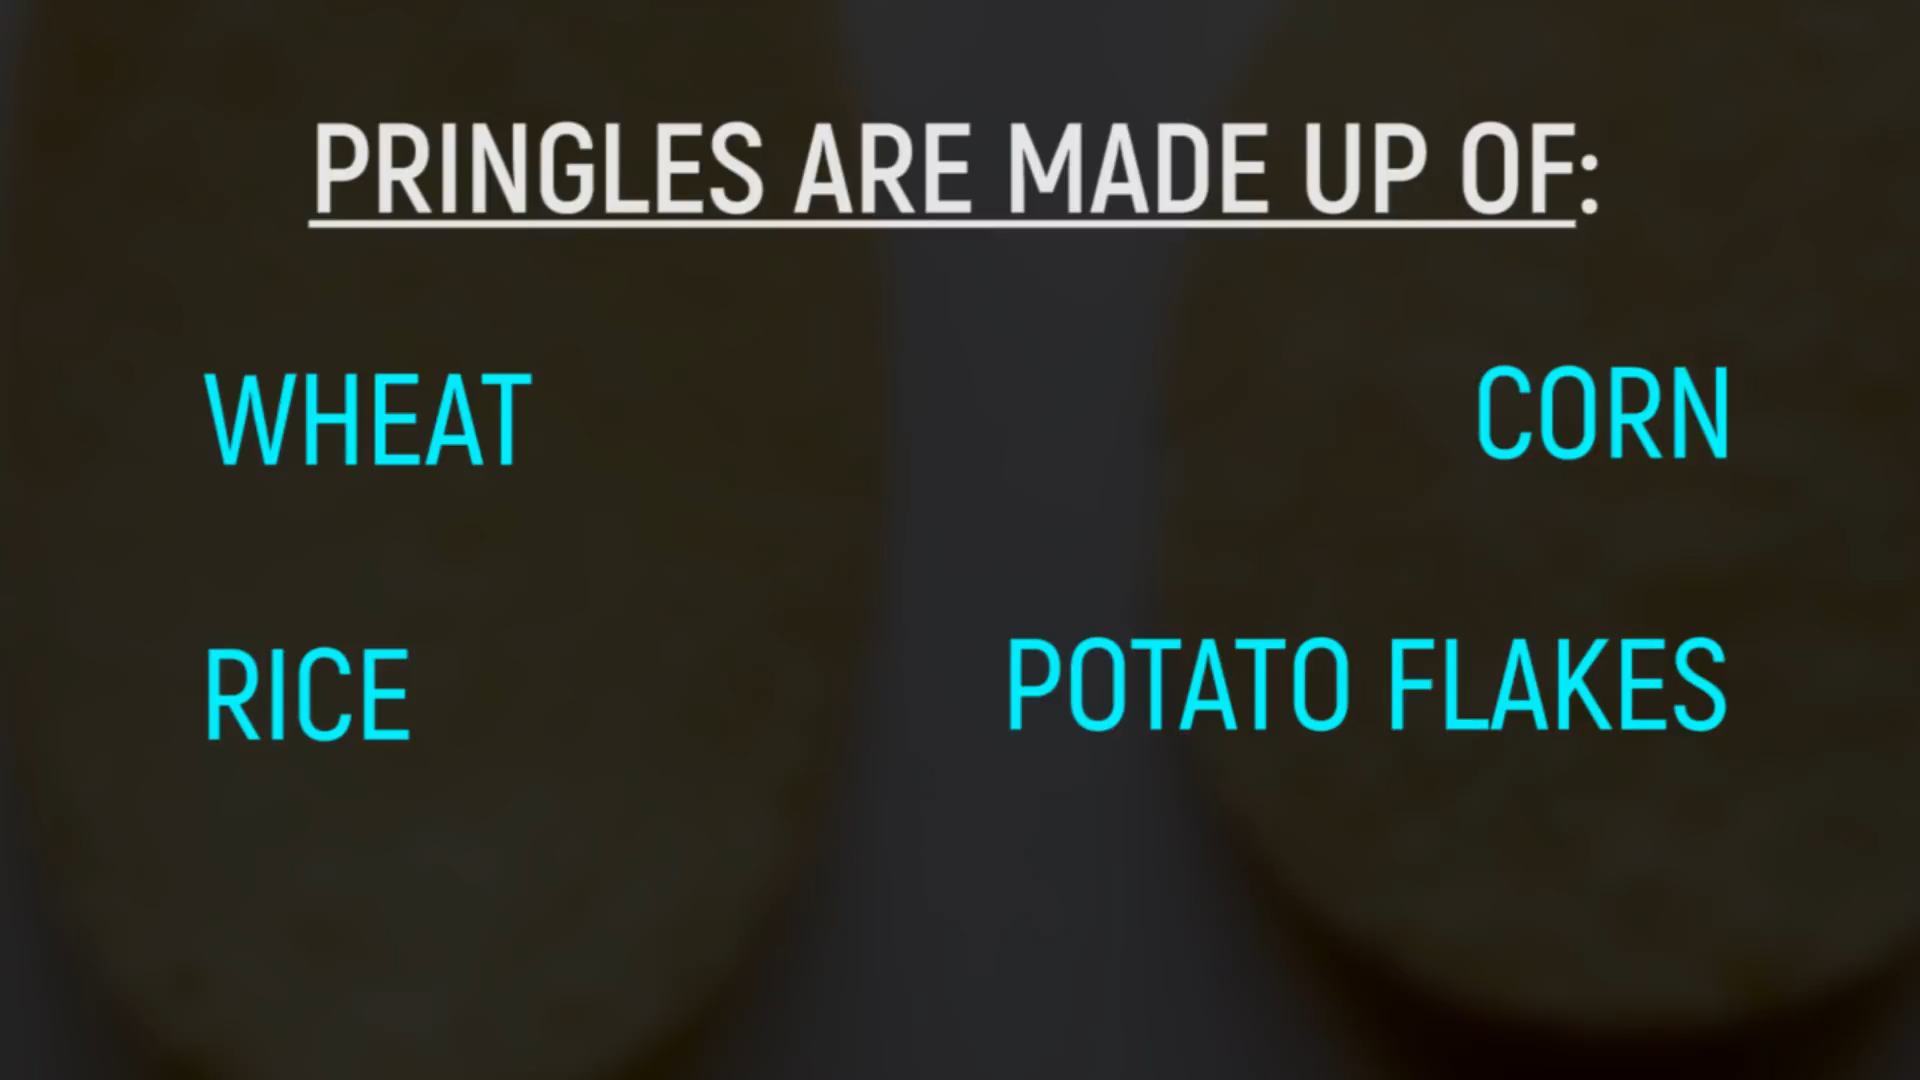 PRINGLES ARE MADE UP OF:
WHEAT
CORN
RICE
POTATO FLAKES